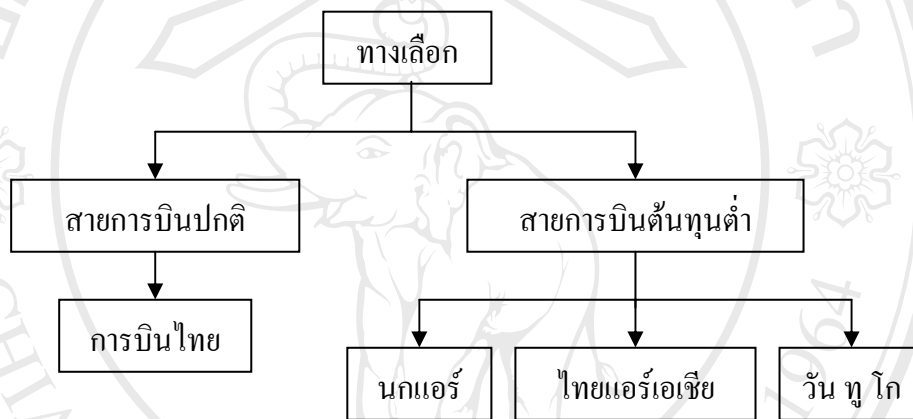 ทางเลือก
สายการบินปกติ
สายการบินต้นทุนต่ำ
การบินไทย
นกแอร์
ไทยแอร์เอเชีย
วัน ทู โก
1964